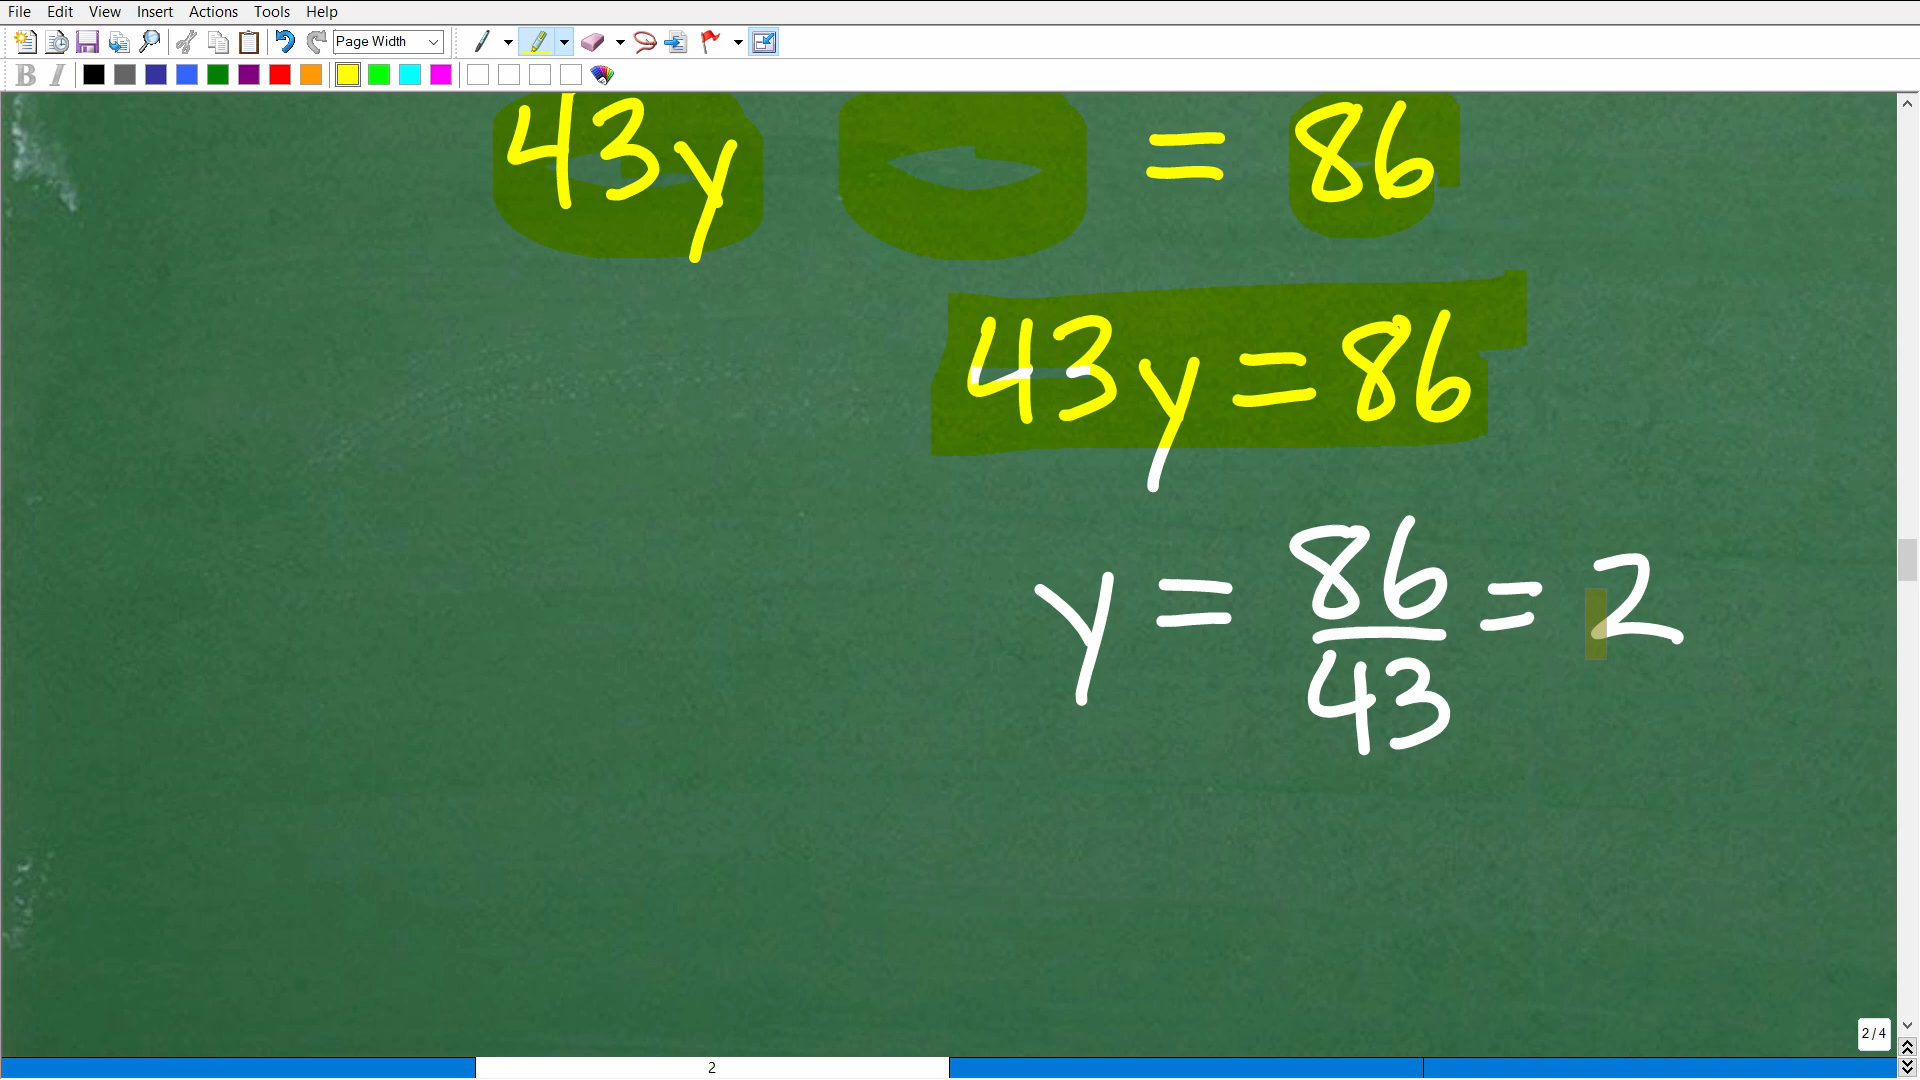 File Edit View Insert Actions Tools Help
Page Width
B I
43y = 86
43y = 86
y = 86/43 = 2
2 / 4
2